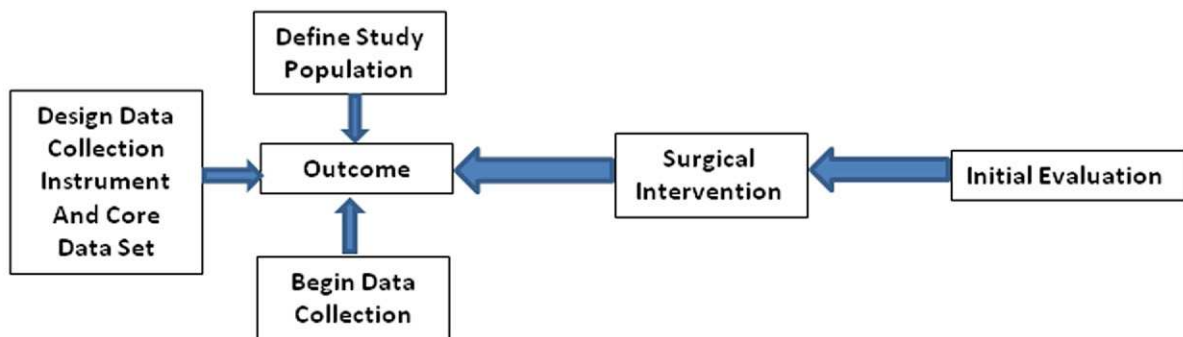 Define Study
Population
Design Data
Collection
Instrument
And Core
Data Set
Outcome
Surgical
Intervention
Initial Evaluation
Begin Data
Collection